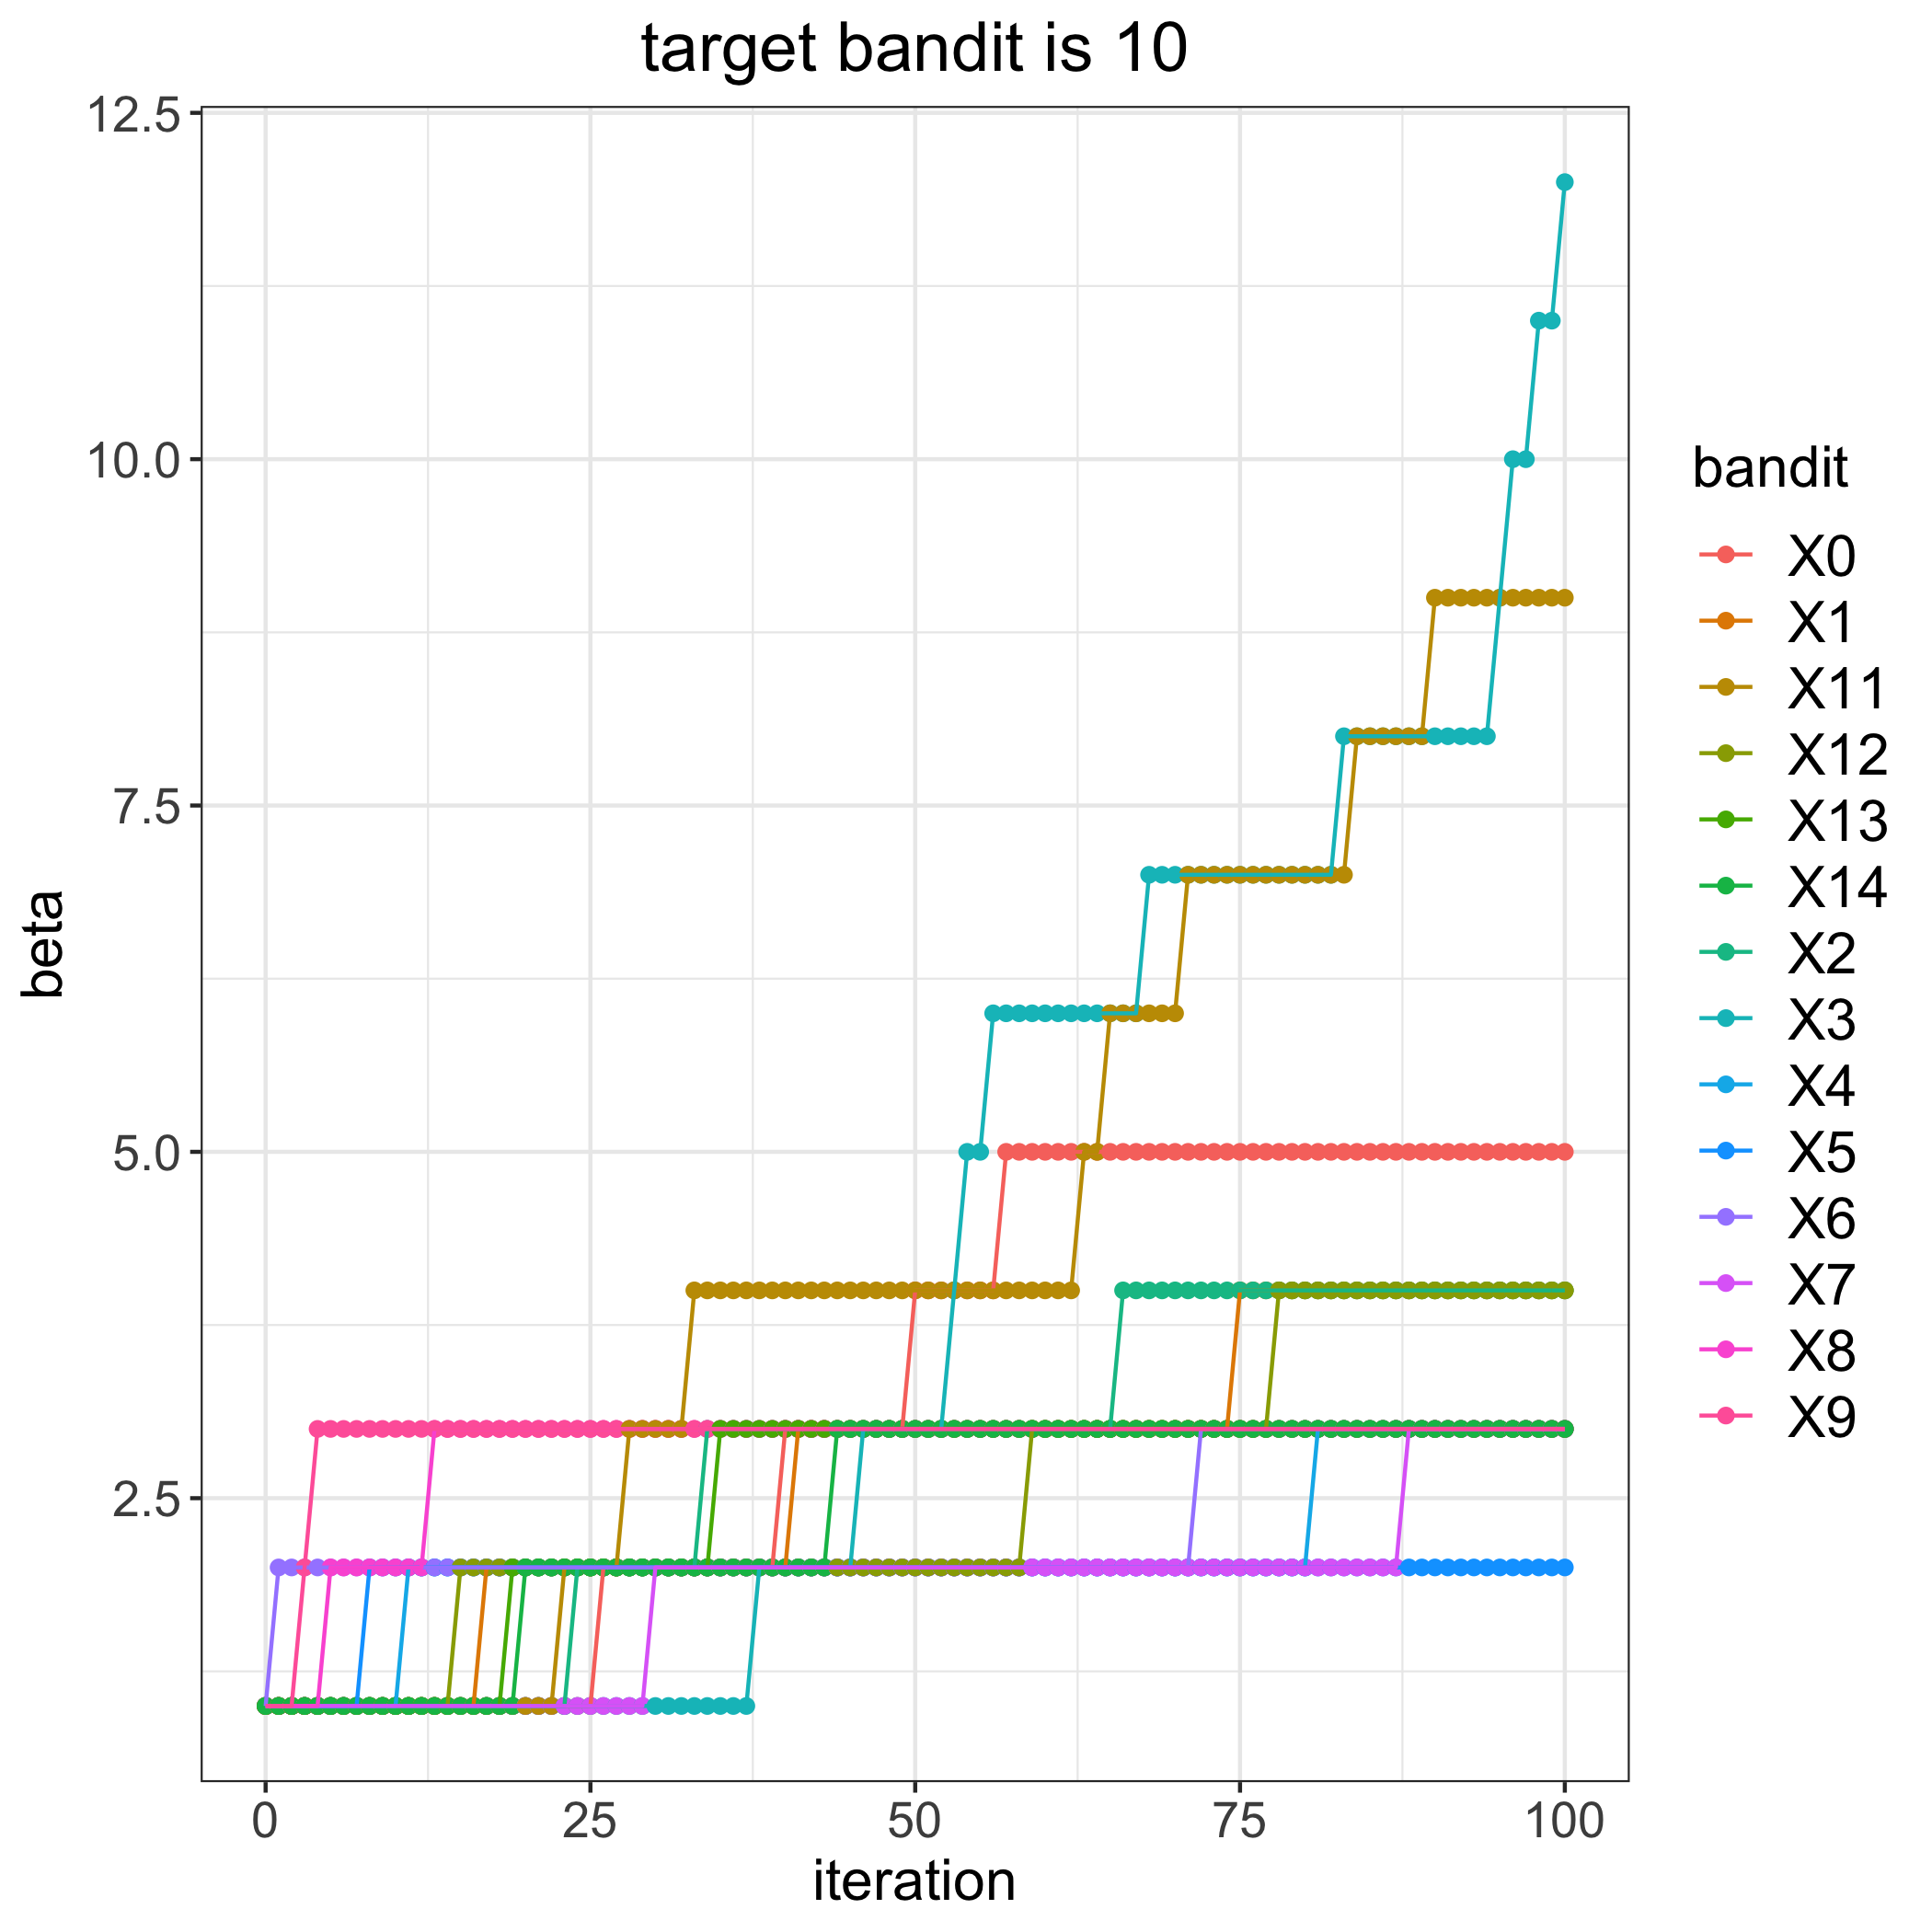 target bandit is 10
12.5
10.0
7.5
5.0
2.5
beta
0 25 50 75 100
iteration
bandit
X0
X1
X11
X12
X13
X14
X2
X3
X4
X5
X6
X7
X8
X9